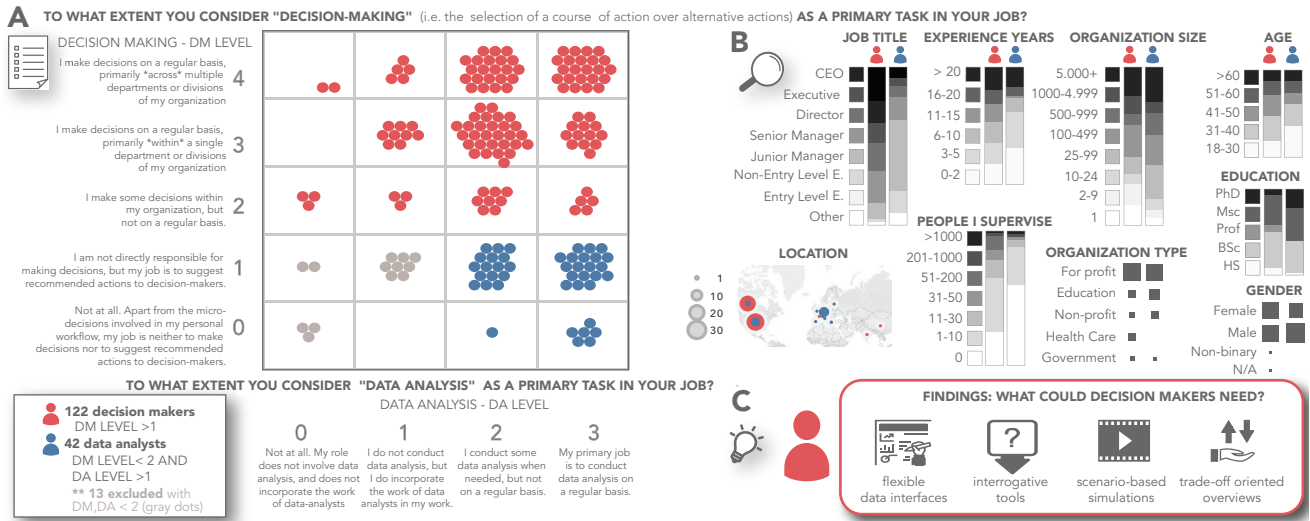 A TO WHAT EXTENT YOU CONSIDER "DECISION-MAKING" (i.e. the selection of a course of action over alternative actions) AS A PRIMARY TASK IN YOUR JOB?
DECISION MAKING - DM LEVEL
I make decisions on a regular basis,
primarily *across* multiple
departments or divisions
of my organization
4
I make decisions on a regular basis,
primarily *within* a single
department or divisions
of my organization
3
I make some decisions within
my organization, but
not on a regular basis.
2
I am not directly responsible for
making decisions, but my job is to suggest
recommended actions to decision-makers.
1
Not at all. Apart from the micro-
decisions involved in my personal
workflow, my job is neither to make
decisions nor to suggest recommended
actions to decision-makers.
0
TO WHAT EXTENT YOU CONSIDER "DATA ANALYSIS" AS A PRIMARY TASK IN YOUR JOB?
DATA ANALYSIS - DA LEVEL
0
Not at all. My role
does not involve data
analysis, and does not
incorporate the work
of data-analysts
1
I do not conduct
data analysis, but
I do incorporate
the work of data
analysts in my work.
2
I conduct some
data analysis when
needed, but not
on a regular basis.
3
My primary job
is to conduct
data analysis on
a regular basis.
122 decision makers
DM LEVEL >1
42 data analysts
DM LEVEL< 2 AND
DA LEVEL >1
** 13 excluded with
DM,DA < 2 (gray dots)
B
JOB TITLE
CEO
Executive
Director
Senior Manager
Junior Manager
Non-Entry Level E.
Entry Level E.
Other
EXPERIENCE YEARS
> 20
16-20
11-15
6-10
3-5
0-2
ORGANIZATION SIZE
5.000+
1000-4.999
500-999
100-499
25-99
10-24
2-9
1
AGE
>60
51-60
41-50
31-40
18-30
EDUCATION
PhD
Msc
Prof
BSc
HS
LOCATION
1
10
20
30
PEOPLE I SUPERVISE
>1000
201-1000
51-200
31-50
11-30
1-10
0
ORGANIZATION TYPE
For profit
Education
Non-profit
Health Care
Government
GENDER
Female
Male
Non-binary
N/A
C
FINDINGS: WHAT COULD DECISION MAKERS NEED?
flexible
data interfaces
?
interrogative
tools
scenario-based
simulations
trade-off oriented
overviews